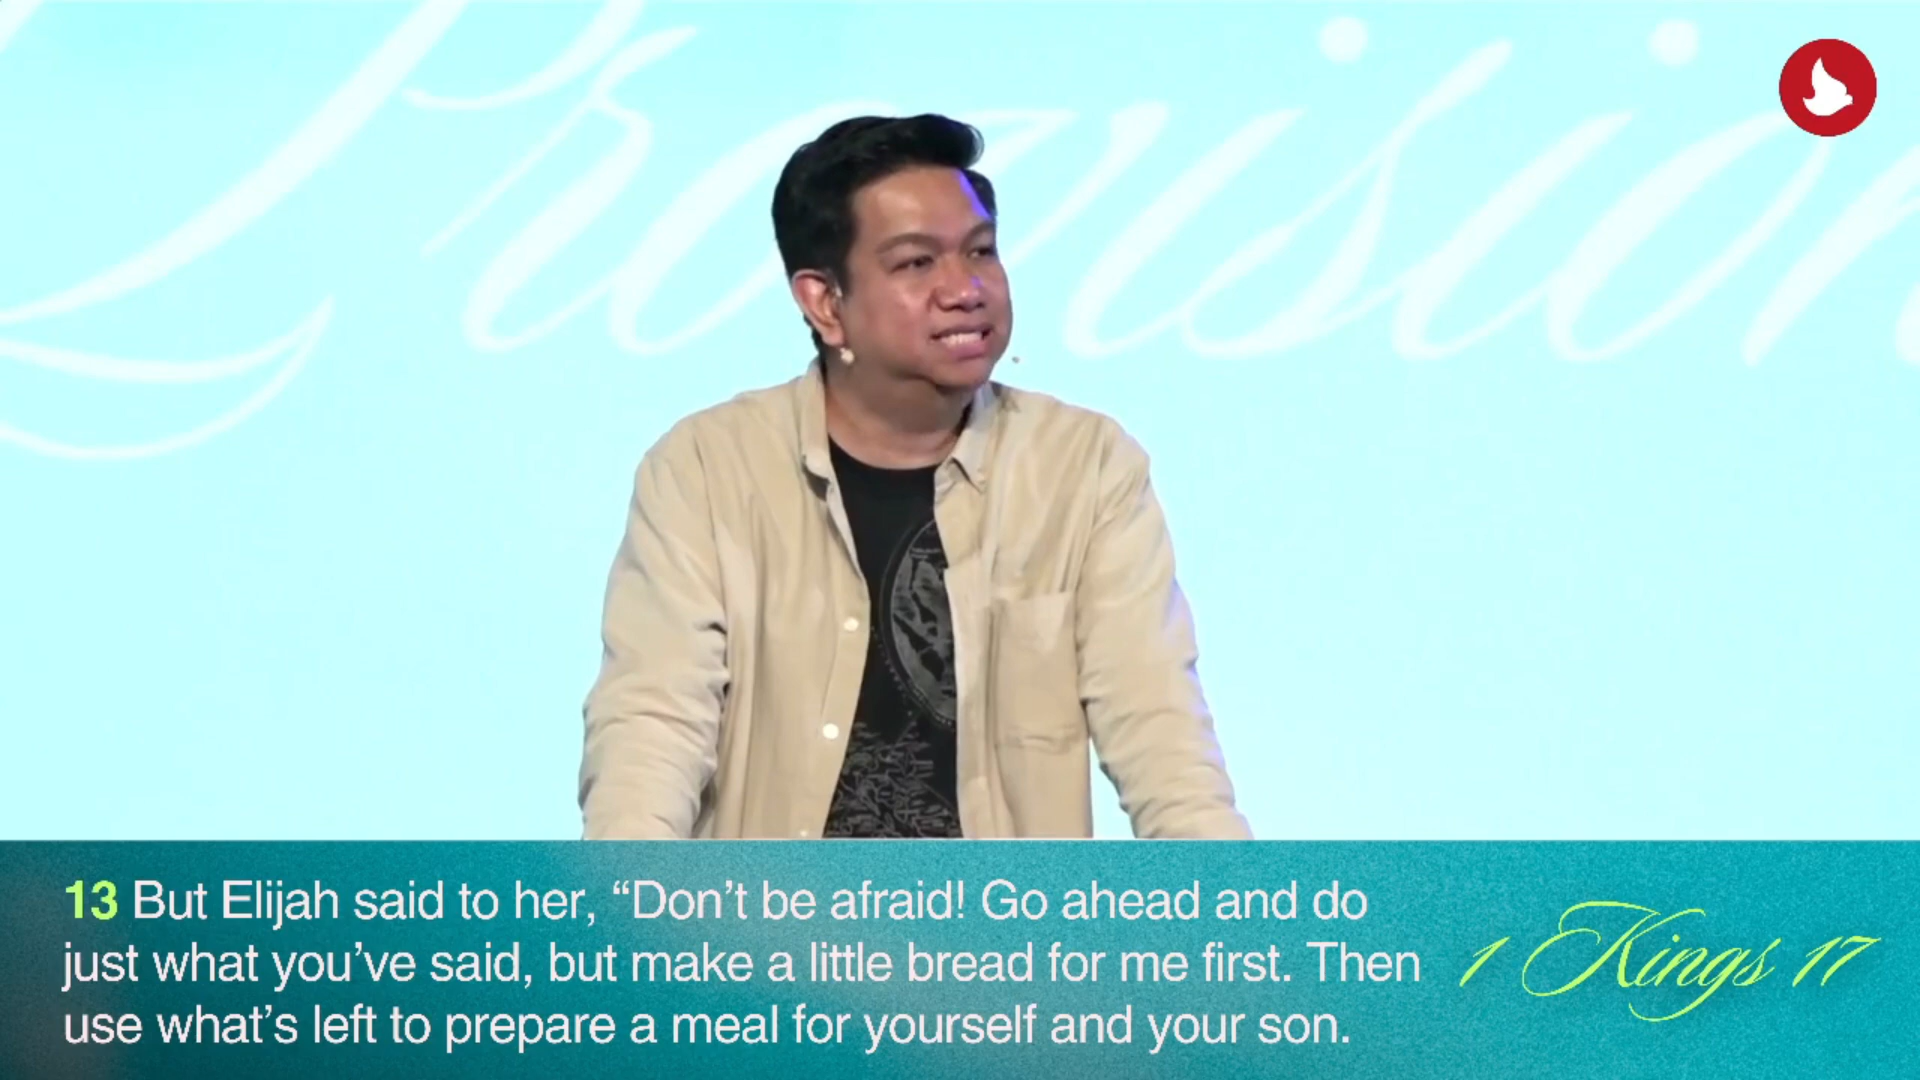 Provision
13 But Elijah said to her, “Don’t be afraid! Go ahead and do
just what you’ve said, but make a little bread for me first. Then
use what’s left to prepare a meal for yourself and your son.
1 Kings 17